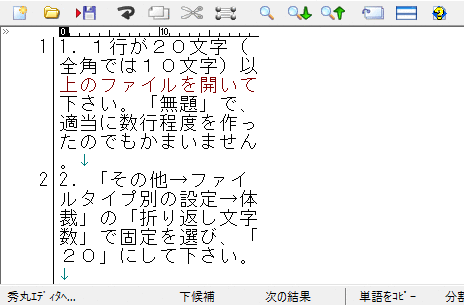 0 10
1 1. 1行が20文字(
全角では10文字)以
上のファイルを開いて
下さい。「無題」で、
適当に数行程度を作っ
たのでもかまいません
。↓
2 2. 「その他→ファイ
ルタイプ別の設定→体
裁」の「折り返し文字
数」で固定を選び、「
20」にして下さい。
↓
秀丸エディタヘ... 下候補 次の結果 単語をコピー 分割